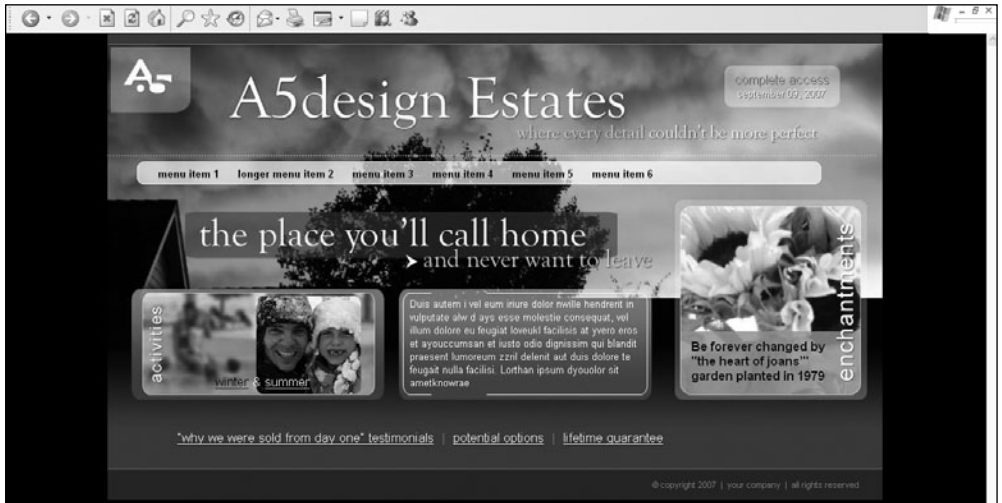 A5
complete access
september 09, 2007
A5design Estates
where every detail couldn't be more perfect
menu item 1 longer menu item 2 menu item 3 menu item 4 menu item 5 menu item 6
the place you'll call home
and never want to leave
activities
winter & summer
Duis autem i vel eum iriure dolor nwille hendrerit in
vulputate alw d ays esse molestie consequat, vel
illum dolore eu feugiat loveukl facilisis at yvero eros
et ayouccumsan et iusto odio dignissim qui blandit
praesent lumoreum zzril delenit aut duis dolore te
feugait nulla facilisi. Lorthan ipsum dyouolor sit
ametknowrae
enchantments
Be forever changed by
"the heart of joans'"
garden planted in 1979
"why we were sold from day one" testimonials | potential options | lifetime guarantee
© copyright 2007 | your company | all rights reserved